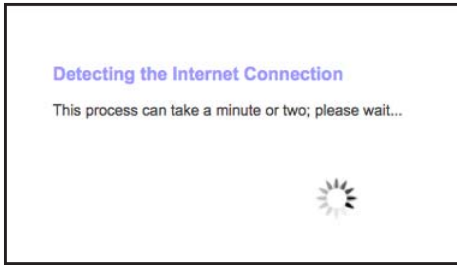 Detecting the Internet Connection
This process can take a minute or two; please wait...